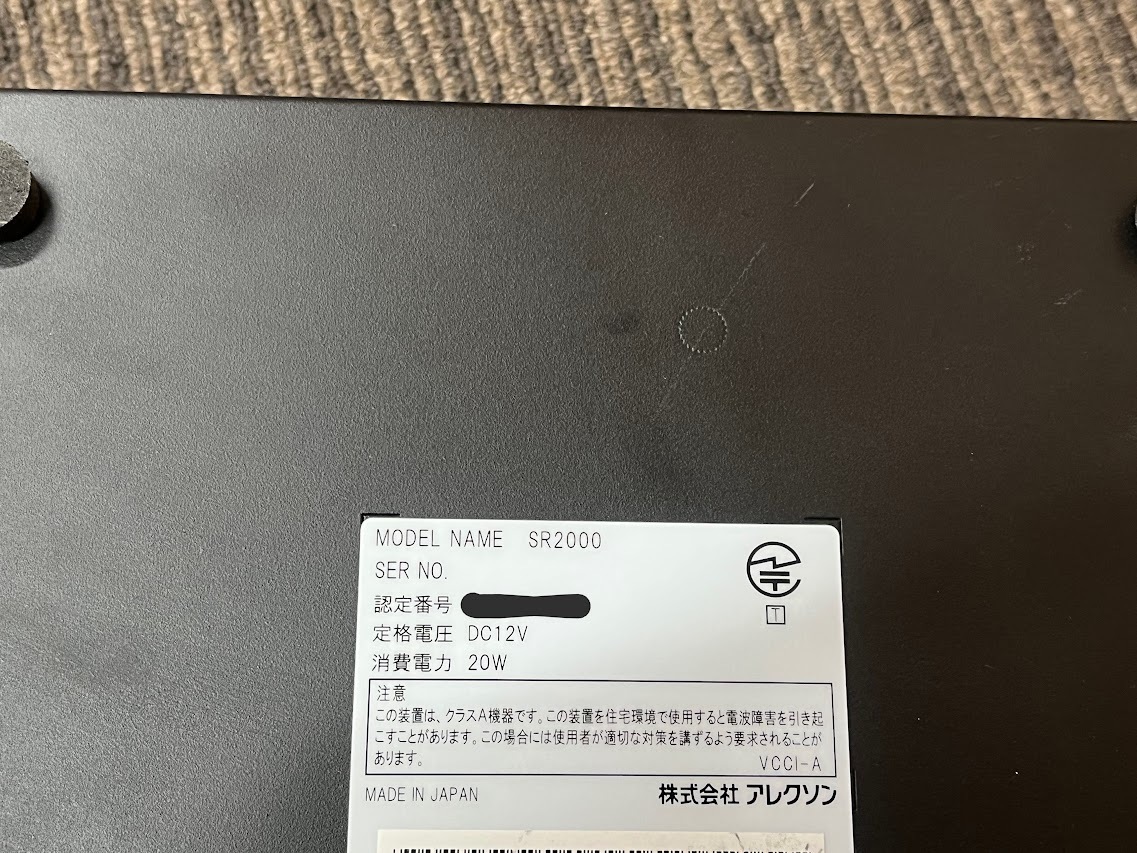 MODEL NAME SR2000
SER NO.
認定番号
定格電圧 DC12V
消費電力 20W
T
注意
この装置は、クラスA機器です。この装置を住宅環境で使用すると電波障害を引き起
こすことがあります。この場合には使用者が適切な対策を講ずるよう要求されることが
あります。
VCCI-A
MADE IN JAPAN 株式会社 アレクソン